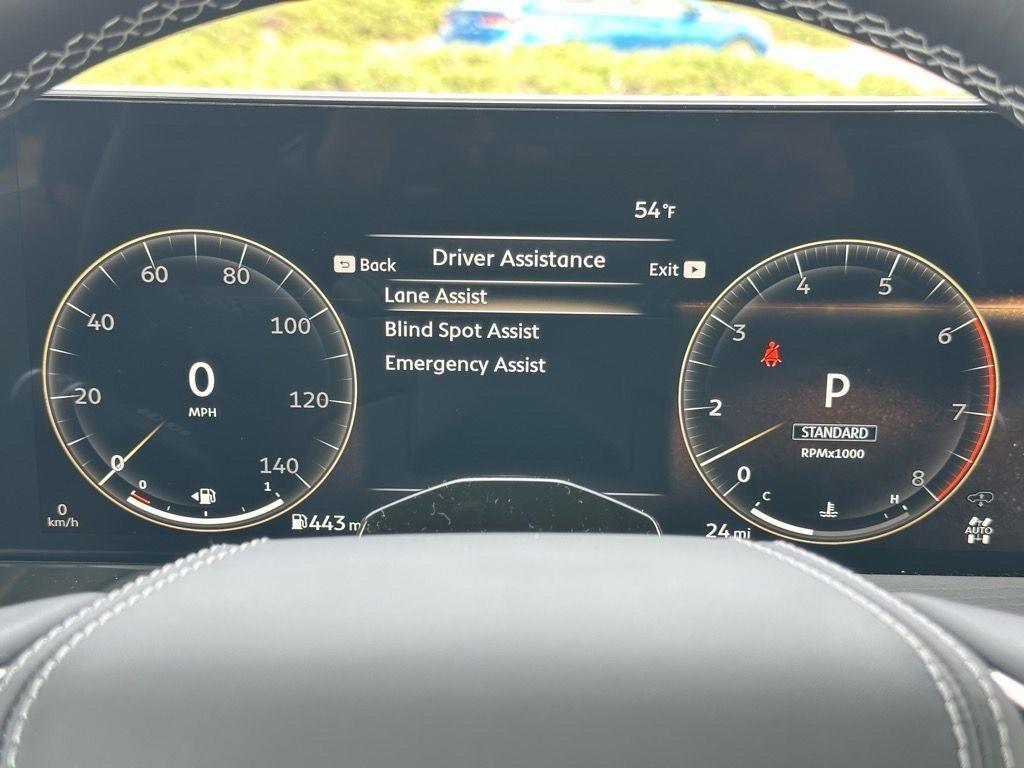 54°F
Back
Driver Assistance
Exit
Lane Assist
Blind Spot Assist
Emergency Assist
0
20
40
60
80
100
120
140
0
MPH
0
1
0
km/h
443 m
0
2
3
4
5
6
7
8
P
STANDARD
RPMx1000
C
H
24 mi
AUTO